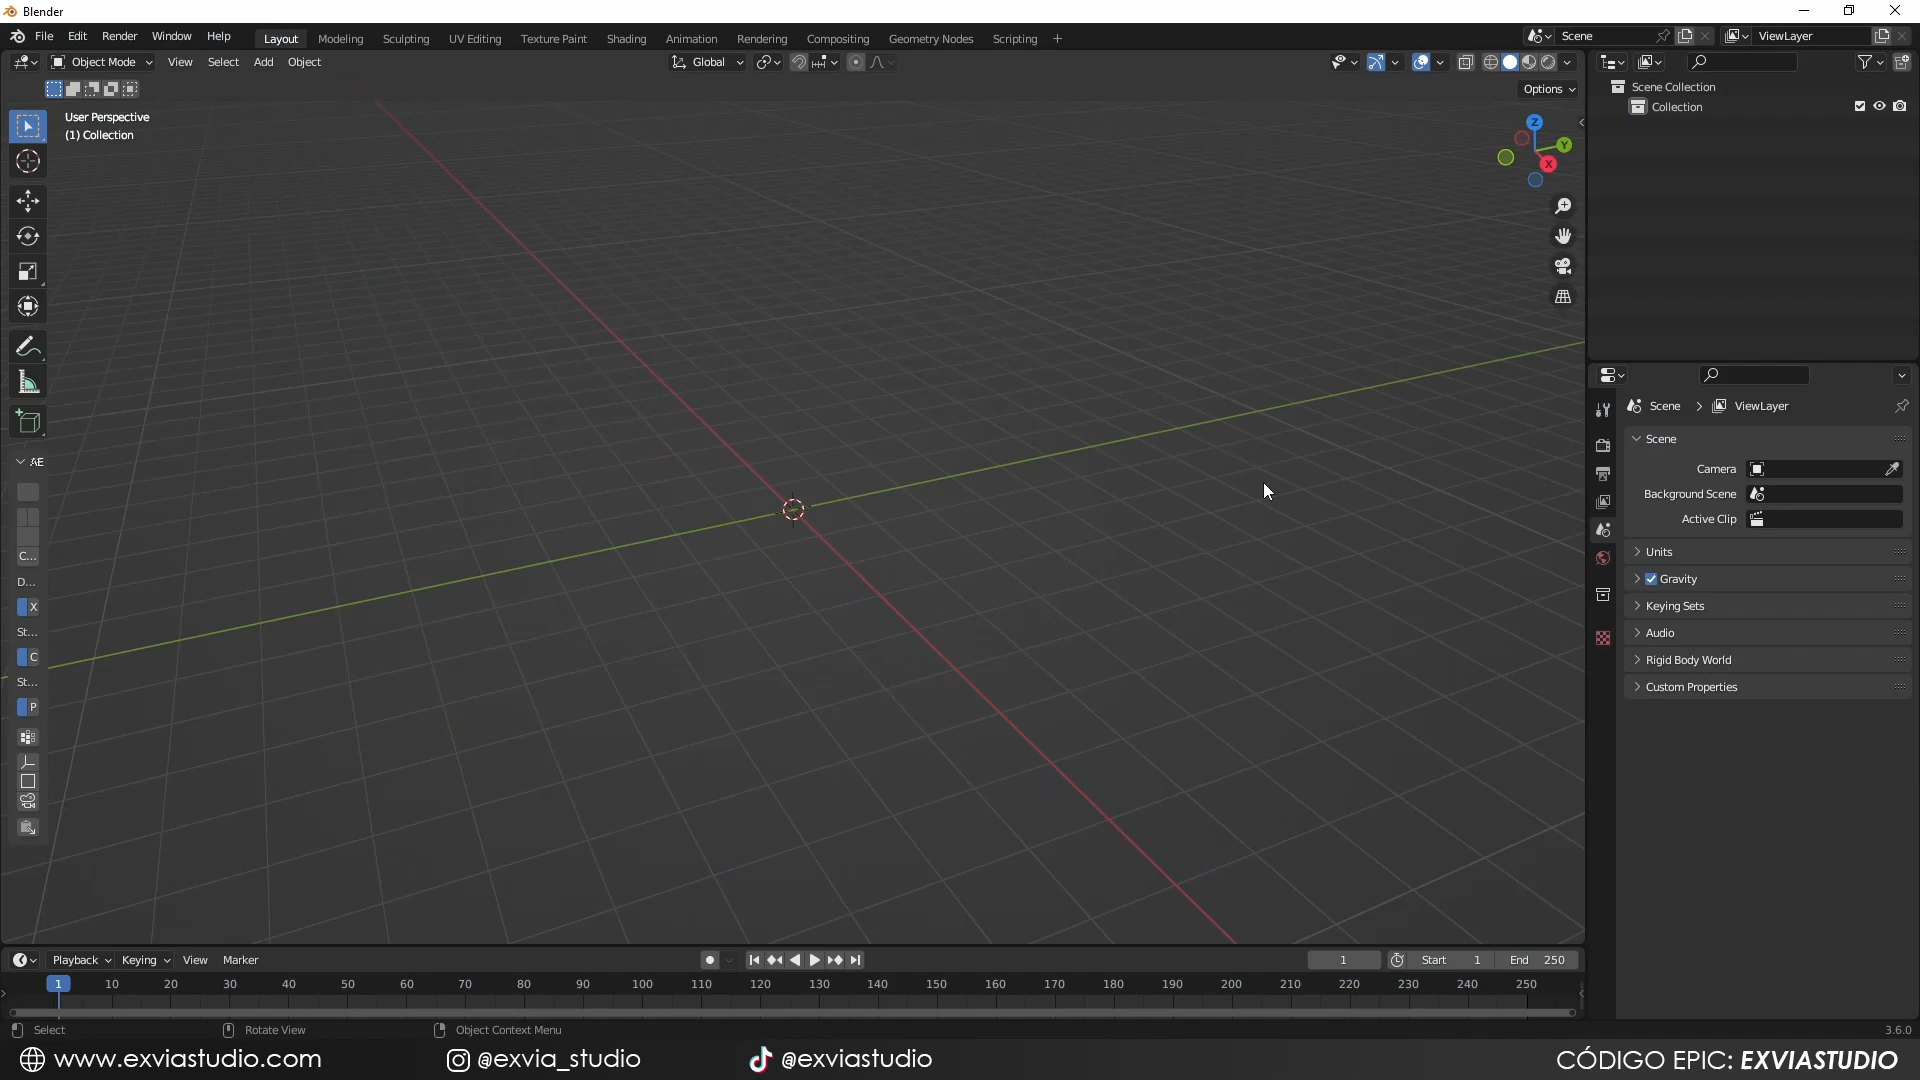 Blender
File Edit Render Window Help Layout Modeling Sculpting UV Editing Texture Paint Shading Animation Rendering Compositing Geometry Nodes Scripting + Scene ViewLayer
Object Mode View Select Add Object Global
Options
User Perspective
(1) Collection
Z
Y
X
Scene Collection
Collection
Scene > ViewLayer
Scene
Camera
Background Scene
Active Clip
Units
Gravity
Keying Sets
Audio
Rigid Body World
Custom Properties
AE
C...
D...
X
St...
C
St...
P
Playback Keying View Marker 1 Start 1 End 250
1 10 20 30 40 50 60 70 80 90 100 110 120 130 140 150 160 170 180 190 200 210 220 230 240 250
Select Rotate View Object Context Menu 3.6.0
www.exviastudio.com @exvia_studio @exviastudio CÓDIGO EPIC: EXVIASTUDIO